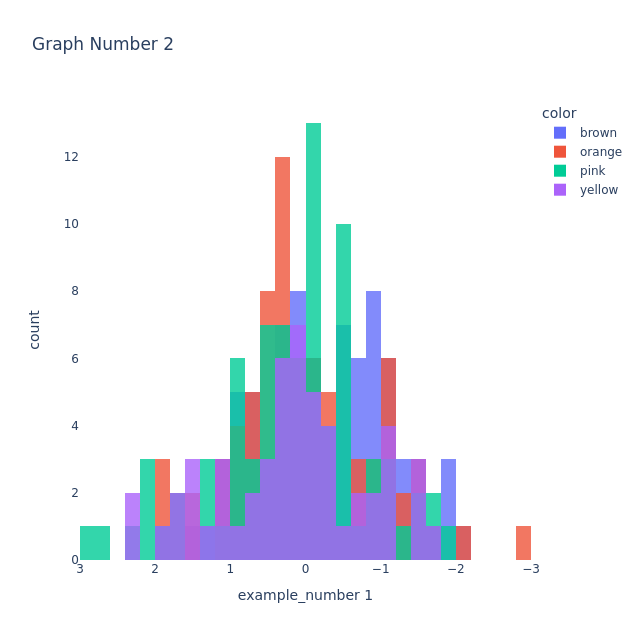 Graph Number 2
color
brown
orange
pink
yellow
12
10
8
6
4
2
0
count
3
2
1
0
−1
−2
−3
example_number 1